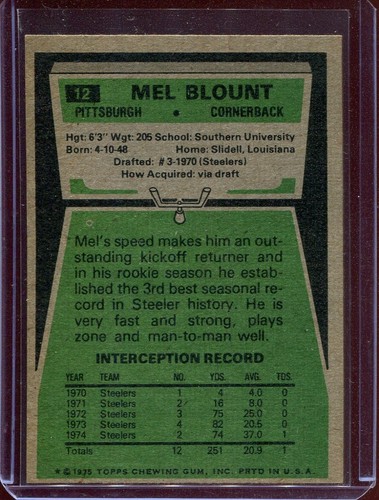 12 MEL BLOUNT
PITTSBURGH • CORNERBACK
Hgt: 6'3" Wgt: 205 School: Southern University
Born: 4-10-48 Home: Slidell, Louisiana
Drafted: #3-1970 (Steelers)
How Acquired: via draft
Mel's speed makes him an out-
standing kickoff returner and
in his rookie season he estab-
lished the 3rd best seasonal re-
cord in Steeler history. He is
very fast and strong, plays
zone and man-to-man well.
INTERCEPTION RECORD
YEAR TEAM NO. YDS. AVG. TDS.
1970 Steelers 1 4 4.0 0
1971 Steelers 2 16 8.0 0
1972 Steelers 3 75 25.0 0
1973 Steelers 4 82 20.5 0
1974 Steelers 2 74 37.0 1
Totals 12 251 20.9 1
* © 1975 TOPPS CHEWING GUM, INC. PRTD IN U.S.A.